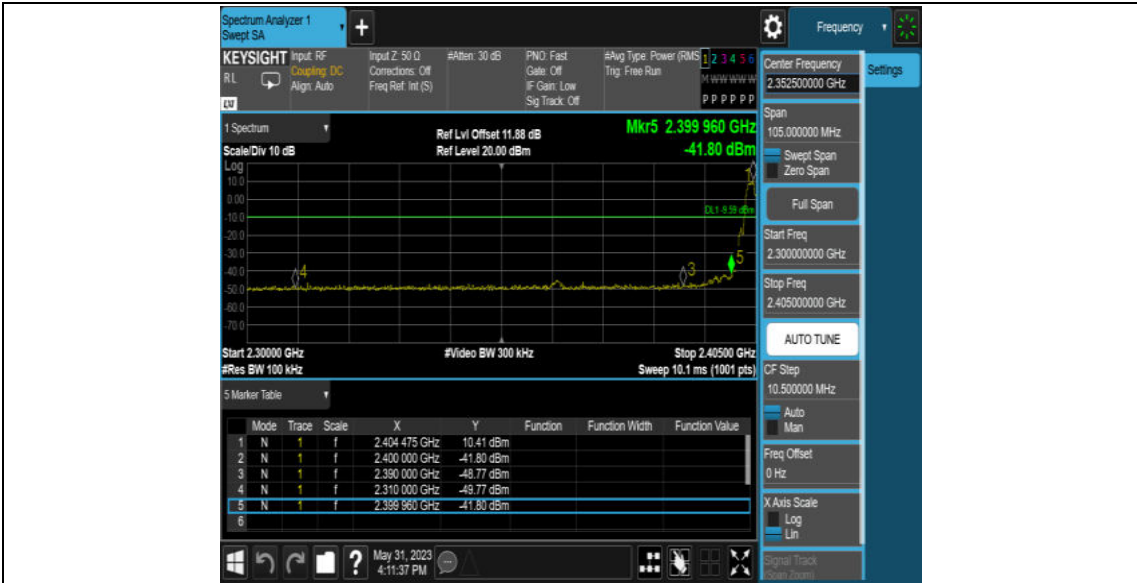 Spectrum Analyzer 1
Swept SA
+
Frequency
KEYSIGHT
RL
LXI
Input: RF
Coupling: DC
Align: Auto
Input Z: 50 Ω
Corrections: Off
Freq Ref: Int (S)
#Atten: 30 dB
PNO: Fast
Gate: Off
IF Gain: Low
Sig Track: Off
#Avg Type: Power (RMS
Trig: Free Run
1 2 3 4 5 6
M W W W W W
P P P P P P
1 Spectrum
Scale/Div 10 dB
Ref Lvl Offset 11.88 dB
Ref Level 20.00 dBm
Mkr5 2.399 960 GHz
-41.80 dBm
Log
10.0
0.00
-10.0
-20.0
-30.0
-40.0
-50.0
-60.0
-70.0
DL1 -9.59 dBm
1
4
3
5
Start 2.30000 GHz
#Video BW 300 kHz
Stop 2.40500 GHz
#Res BW 100 kHz
Sweep 10.1 ms (1001 pts)
5 Marker Table
Mode Trace Scale X Y Function Function Width Function Value
1 N 1 f 2.404 475 GHz 10.41 dBm
2 N 1 f 2.400 000 GHz -41.80 dBm
3 N 1 f 2.390 000 GHz -48.77 dBm
4 N 1 f 2.310 000 GHz -49.77 dBm
5 N 1 f 2.399 960 GHz -41.80 dBm
6
?
May 31, 2023
4:11:37 PM
Center Frequency
2.352500000 GHz
Settings
Span
105.000000 MHz
Swept Span
Zero Span
Full Span
Start Freq
2.300000000 GHz
Stop Freq
2.405000000 GHz
AUTO TUNE
CF Step
10.500000 MHz
Auto
Man
Freq Offset
0 Hz
X Axis Scale
Log
Lin
Signal Track
(Span Zoom)